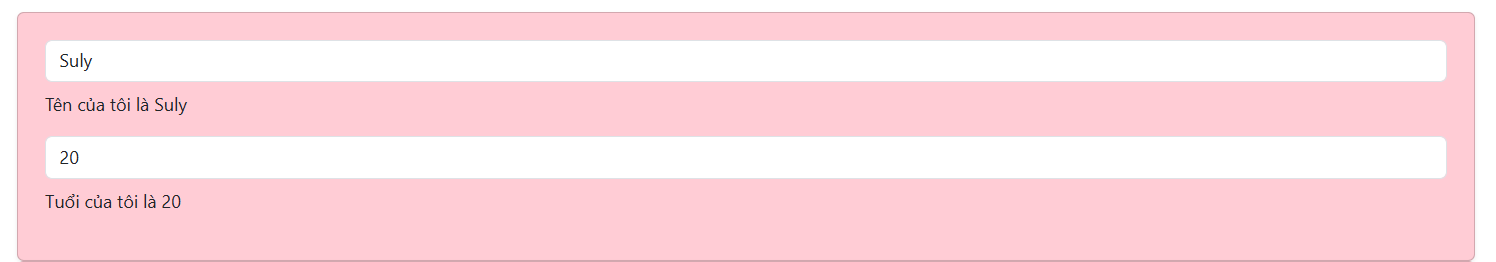 Suly
Tên của tôi là Suly
20
Tuổi của tôi là 20